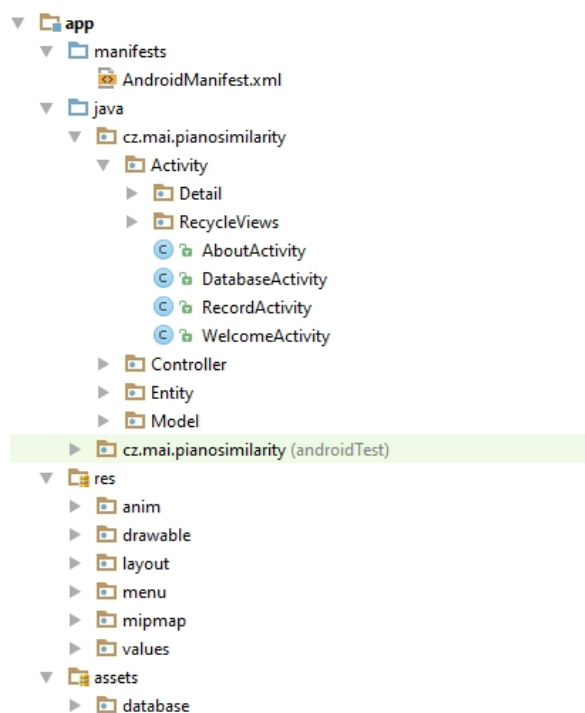 app
manifests
AndroidManifest.xml
java
cz.mai.pianosimilarity
Activity
Detail
RecycleViews
AboutActivity
DatabaseActivity
RecordActivity
WelcomeActivity
Controller
Entity
Model
cz.mai.pianosimilarity (androidTest)
res
anim
drawable
layout
menu
mipmap
values
assets
database